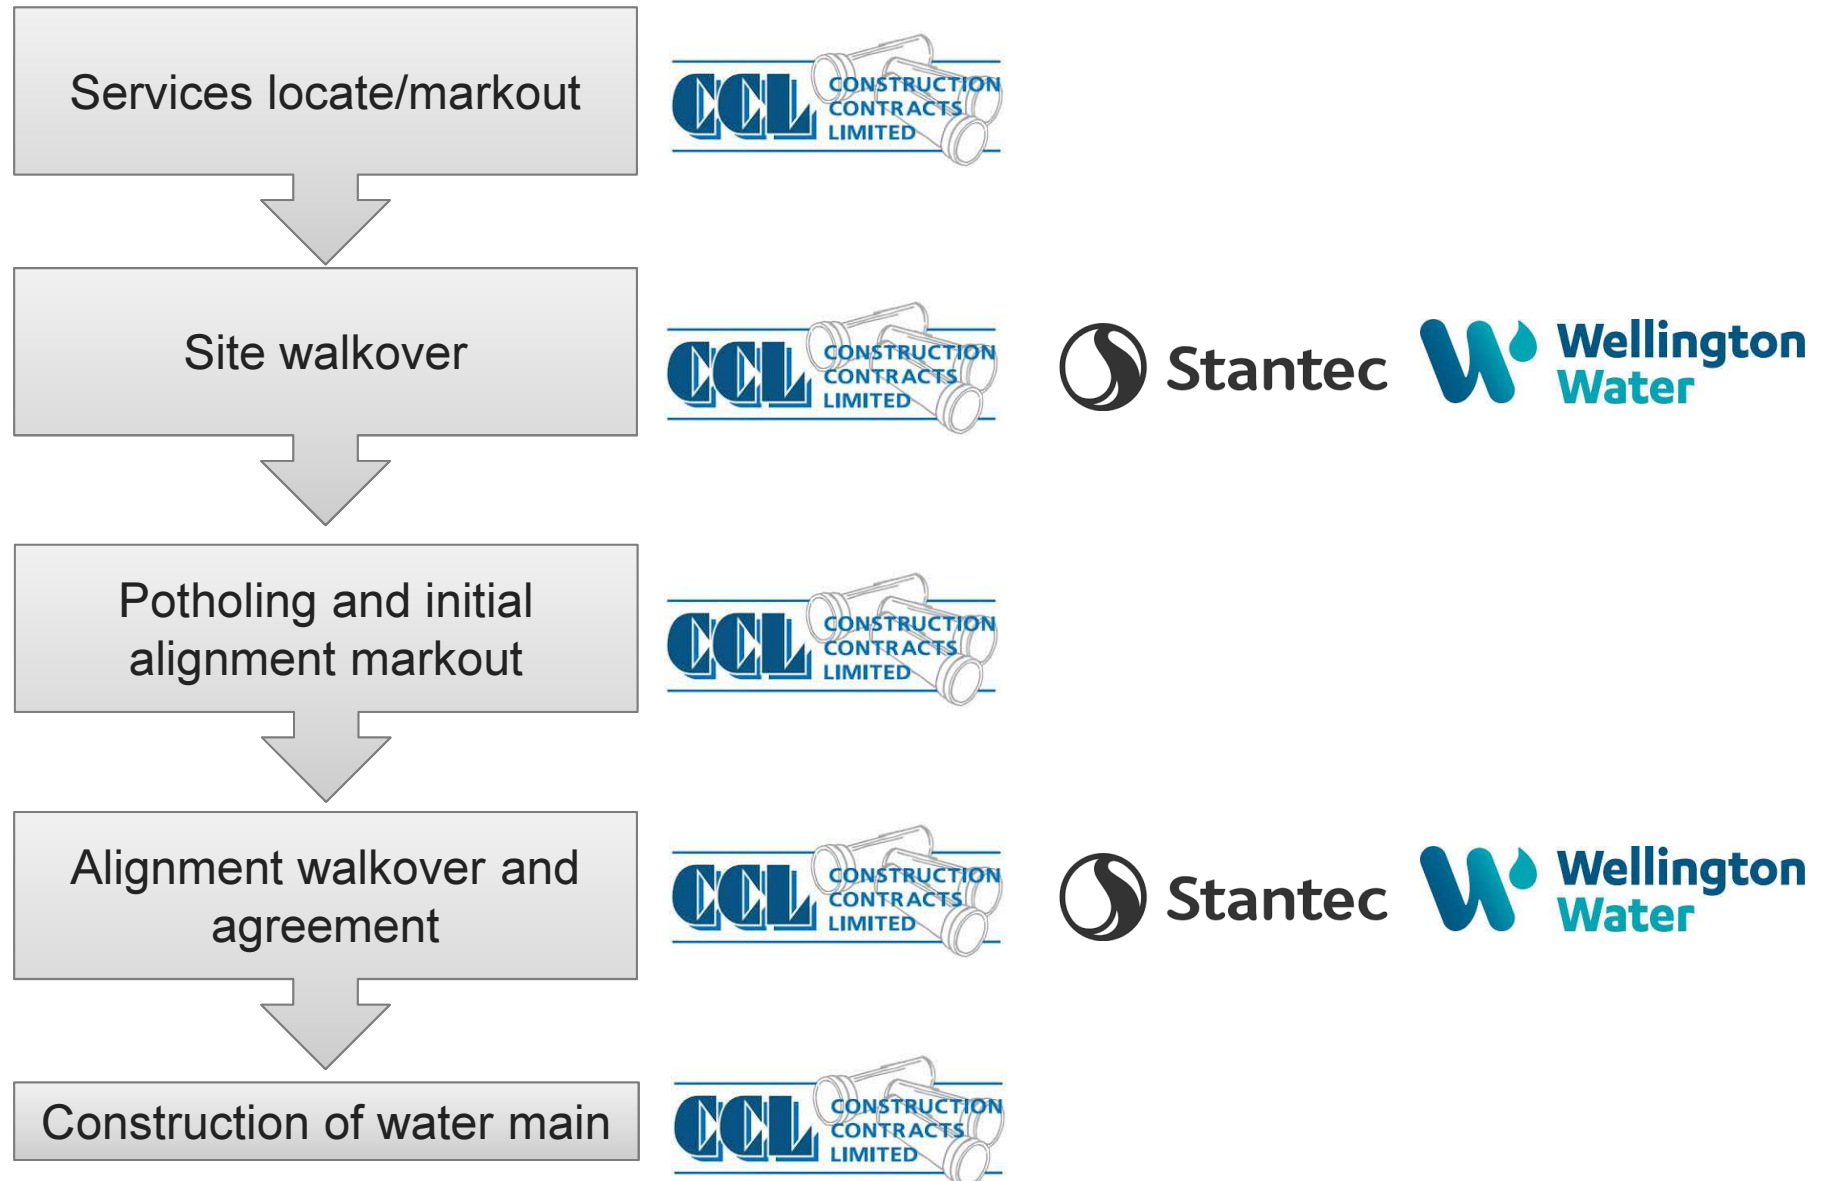 Services locate/markout
CCL CONSTRUCTION
CONTRACTS
LIMITED
Site walkover
CCL CONSTRUCTION
CONTRACTS
LIMITED
Stantec
Wellington
Water
Potholing and initial
alignment markout
CCL CONSTRUCTION
CONTRACTS
LIMITED
Alignment walkover and
agreement
CCL CONSTRUCTION
CONTRACTS
LIMITED
Stantec
Wellington
Water
Construction of water main
CCL CONSTRUCTION
CONTRACTS
LIMITED